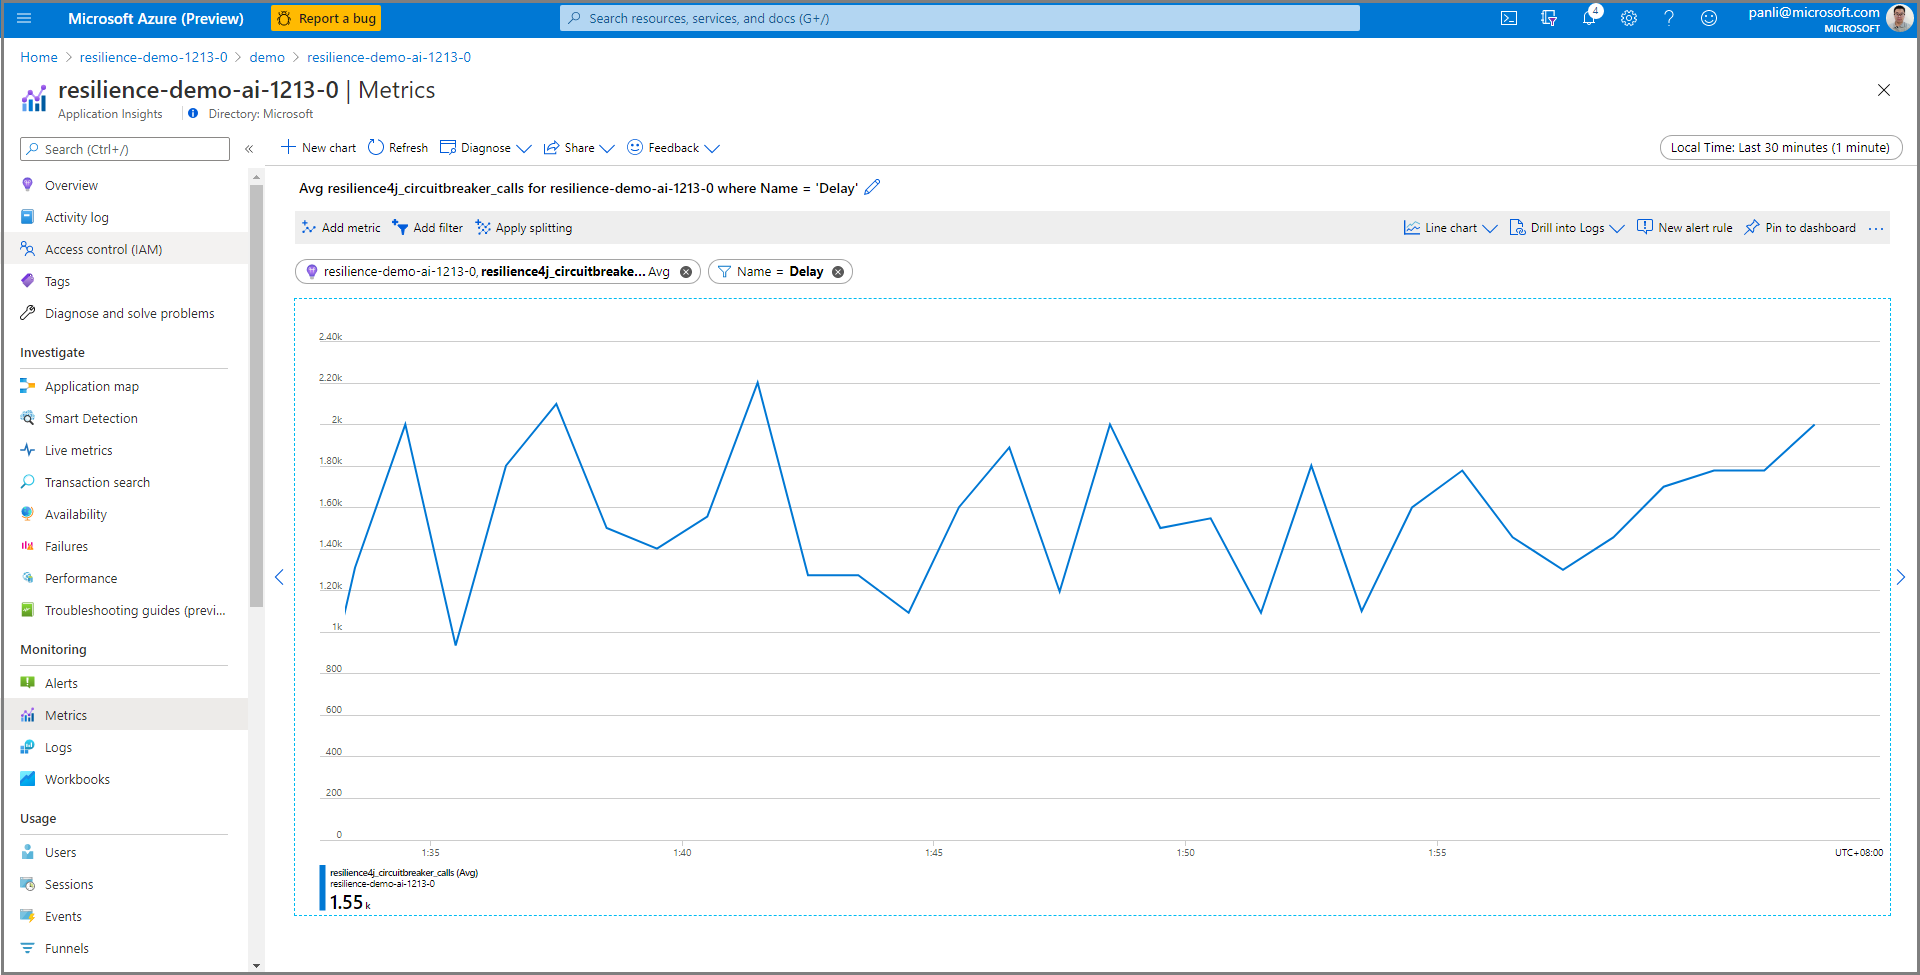 Microsoft Azure (Preview)
Report a bug
Search resources, services, and docs (G+/)
4
panli@microsoft.com
MICROSOFT
Home > resilience-demo-1213-0 > demo > resilience-demo-ai-1213-0
resilience-demo-ai-1213-0 | Metrics
Application Insights
Directory: Microsoft
Search (Ctrl+/)
«
New chart
Refresh
Diagnose
Share
Feedback
Local Time: Last 30 minutes (1 minute)
Overview
Activity log
Access control (IAM)
Tags
Diagnose and solve problems
Investigate
Application map
Smart Detection
Live metrics
Transaction search
Availability
Failures
Performance
Troubleshooting guides (previ...
Monitoring
Alerts
Metrics
Logs
Workbooks
Usage
Users
Sessions
Events
Funnels
Avg resilience4j_circuitbreaker_calls for resilience-demo-ai-1213-0 where Name = 'Delay'
Add metric
Add filter
Apply splitting
Line chart
Drill into Logs
New alert rule
Pin to dashboard
...
resilience-demo-ai-1213-0, resilience4j_circuitbreake... Avg
Name = Delay
2.40k
2.20k
2k
1.80k
1.60k
1.40k
1.20k
1k
800
600
400
200
0
1:35
1:40
1:45
1:50
1:55
UTC+08:00
resilience4j_circuitbreaker_calls (Avg)
resilience-demo-ai-1213-0
1.55 k